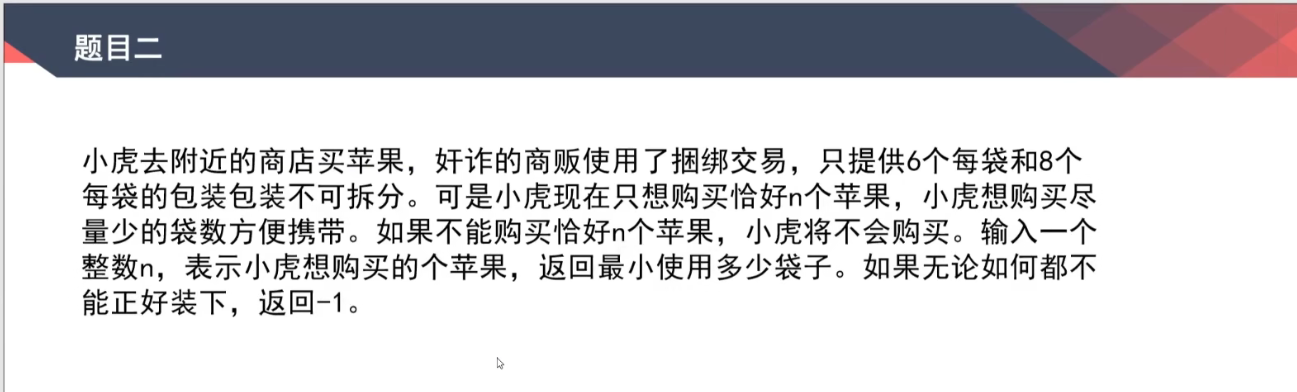 题目二
小虎去附近的商店买苹果，奸诈的商贩使用了捆绑交易，只提供6个每袋和8个
每袋的包装包装不可拆分。可是小虎现在只想购买恰好n个苹果，小虎想购买尽
量少的袋数方便携带。如果不能购买恰好n个苹果，小虎将不会购买。输入一个
整数n，表示小虎想购买的个苹果，返回最小使用多少袋子。如果无论如何都不
能正好装下，返回-1。